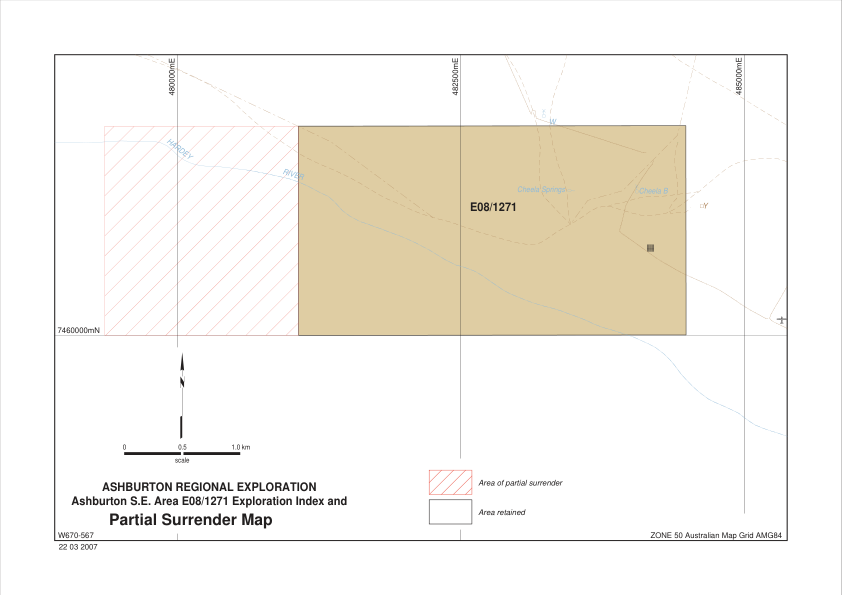 480000mE
482500mE
485000mE
HARDEY
RIVER
W
Cheela Springs
Cheela B
Y
E08/1271
7460000mN
N
0 0.5 1.0 km
scale
ASHBURTON REGIONAL EXPLORATION
Ashburton S.E. Area E08/1271 Exploration Index and
Partial Surrender Map
Area of partial surrender
Area retained
W670-567
ZONE 50 Australian Map Grid AMG84
22 03 2007